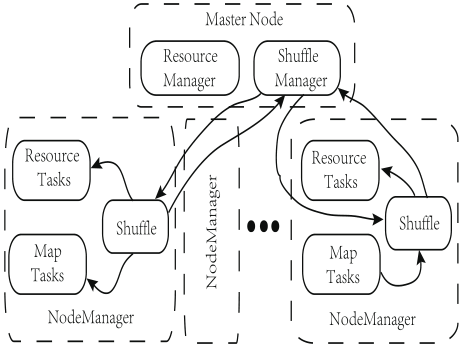 Master Node
Resource
Manager
Shuffle
Manager
Resource
Tasks
Shuffle
Map
Tasks
NodeManager
NodeManager
Resource
Tasks
Shuffle
Map
Tasks
NodeManager